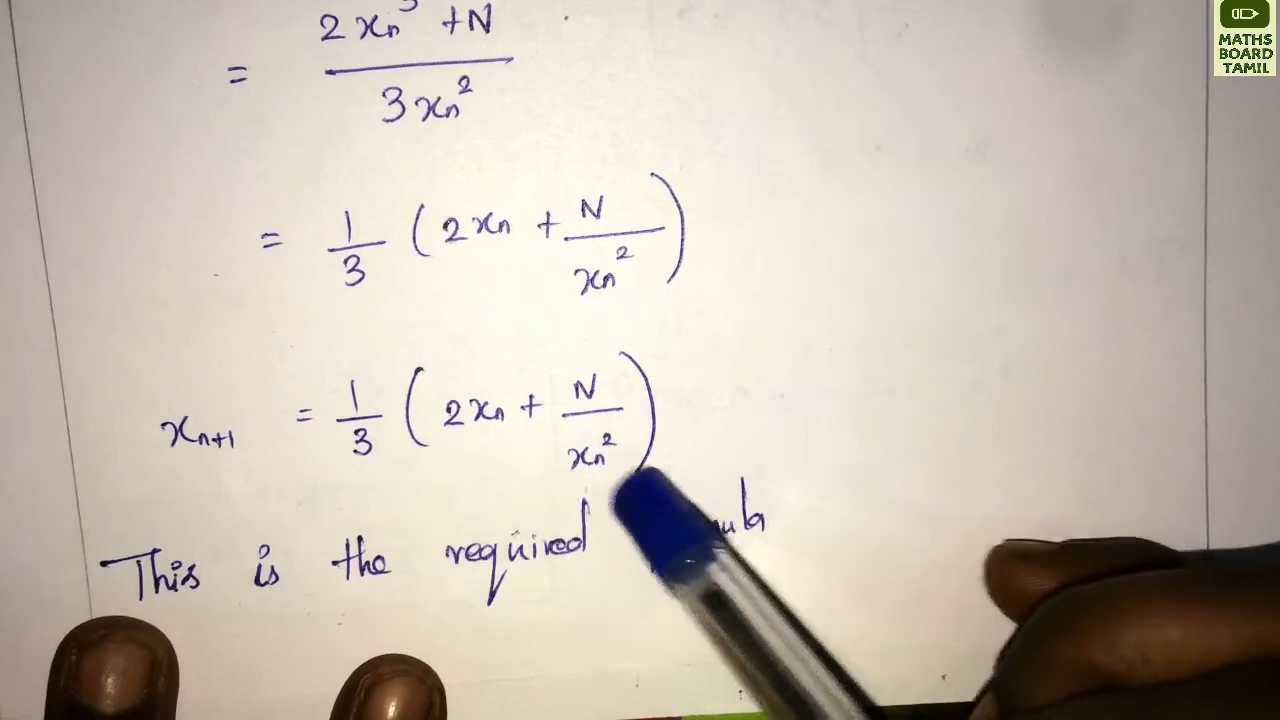 MATHS
BOARD
TAMIL
= 2xₙ³ + N / 3xₙ²
= 1/3 ( 2xₙ + N/xₙ² )
xₙ₊₁ = 1/3 ( 2xₙ + N/xₙ² )
This is the required